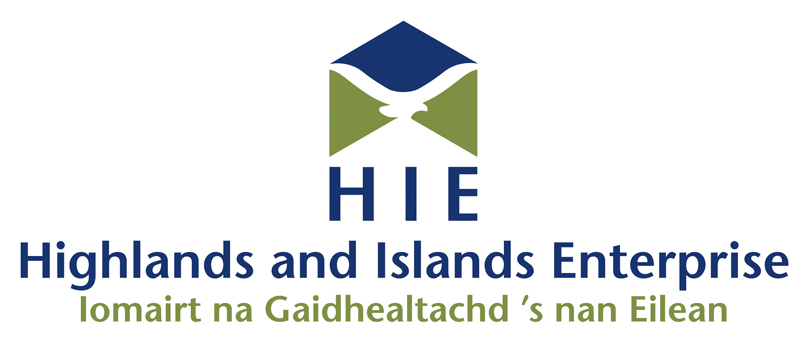 HIE
Highlands and Islands Enterprise
Iomairt na Gaidhealtachd ’s nan Eilean